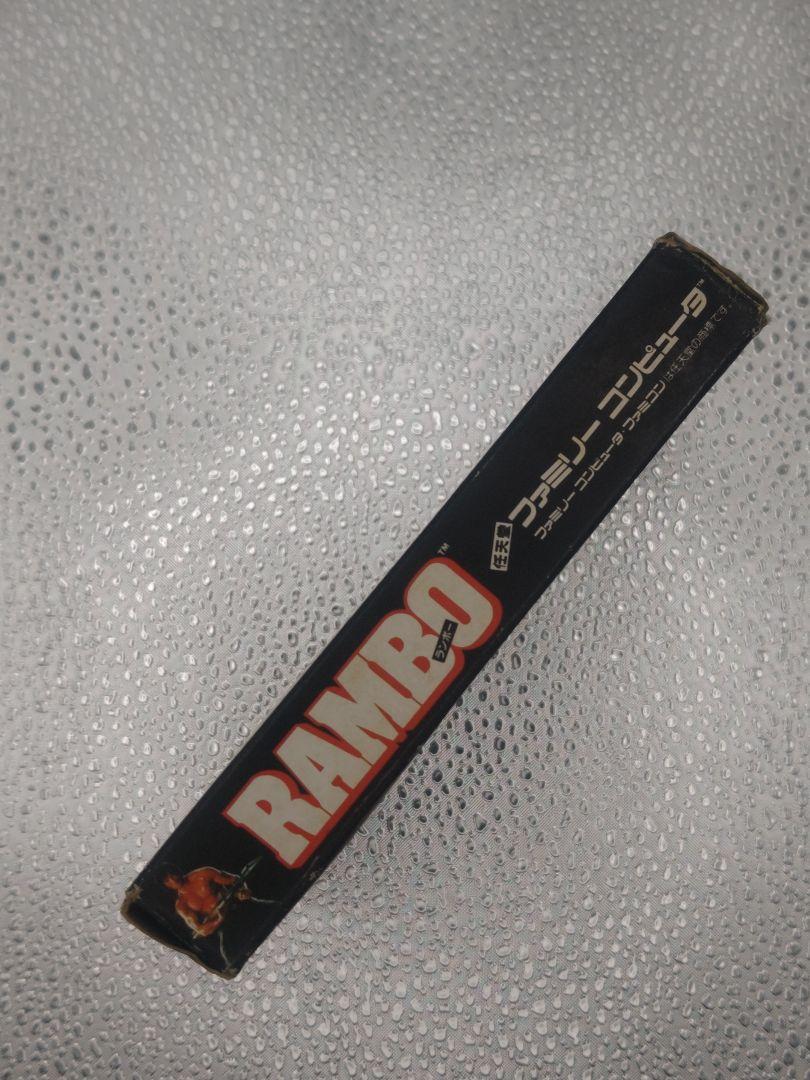 RAMBO™
ランボー
任天堂 ファミリー コンピュータ™
ファミリー コンピュータ ファミコンは任天堂の商標です。